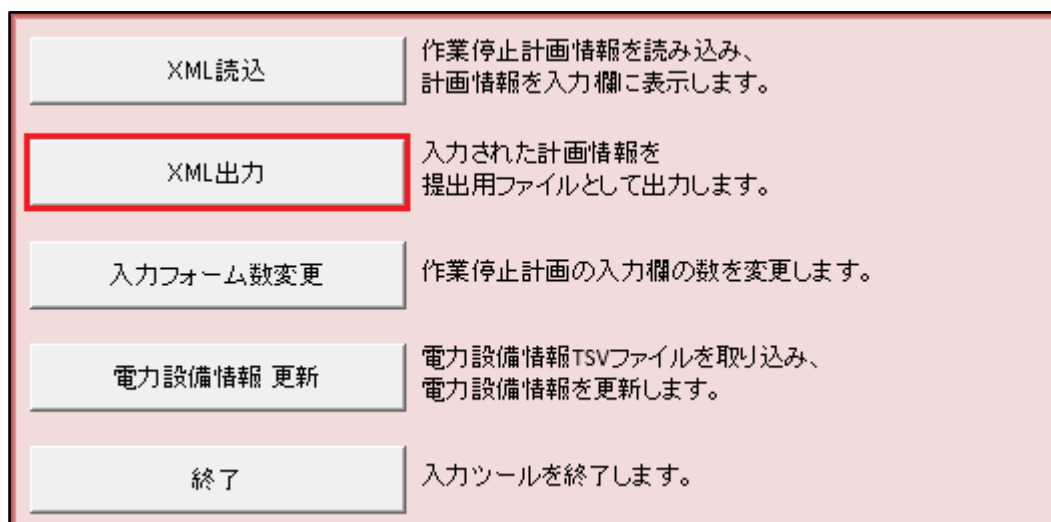 XML読込
作業停止計画情報を読み込み、
計画情報を入力欄に表示します。
XML出力
入力された計画情報を
提出用ファイルとして出力します。
入力フォーム数変更
作業停止計画の入力欄の数を変更します。
電力設備情報 更新
電力設備情報TSVファイルを取り込み、
電力設備情報を更新します。
終了
入力ツールを終了します。